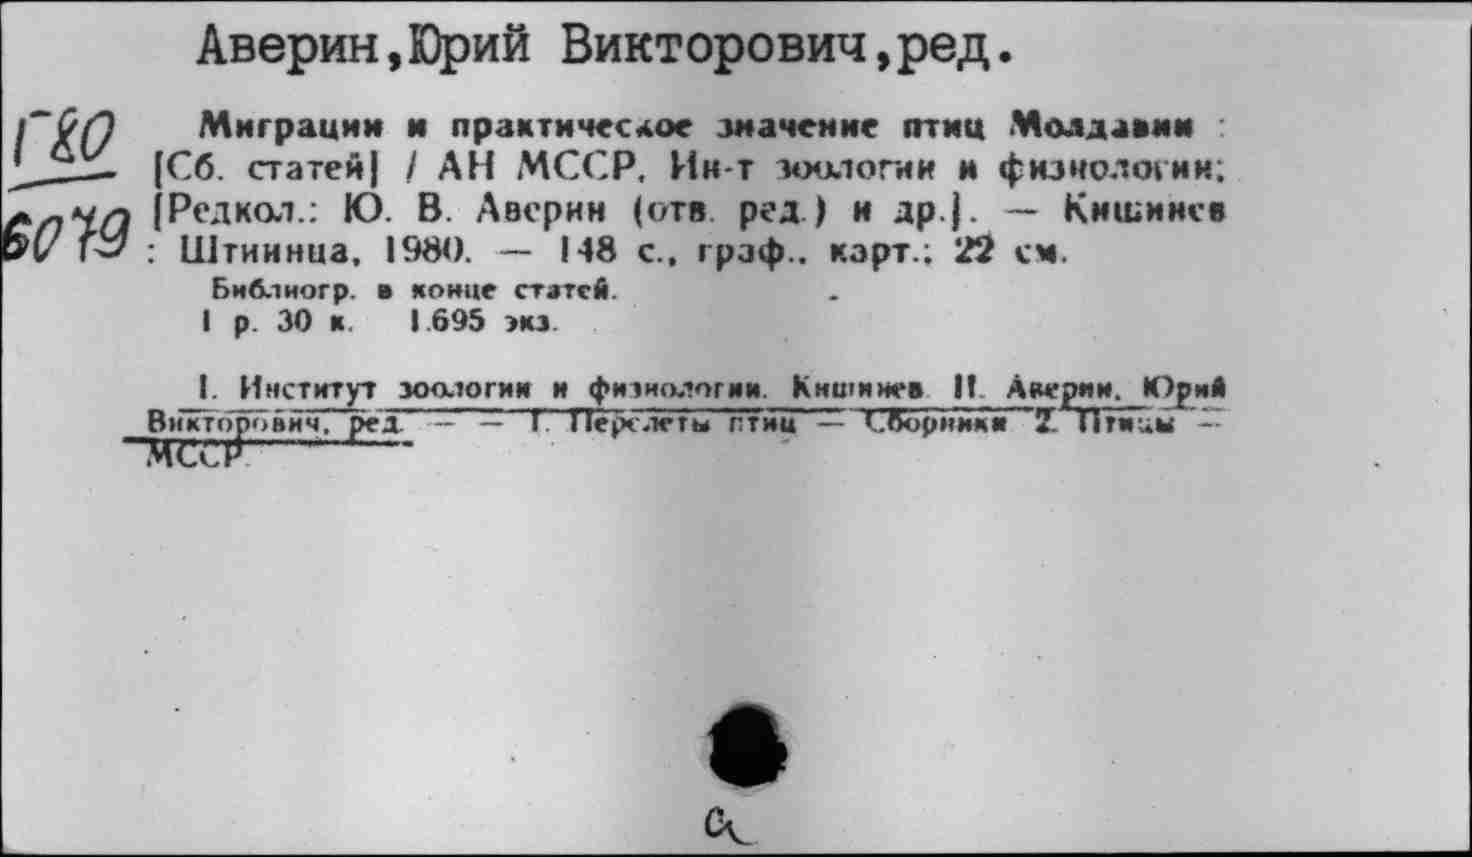 Аверин,Юрий Викторович,ред.
Г80
6079
Миграции и практическое значение птиц Молдавии :
[Сб. статей] / АН МССР, Ин-т зоологии и физиологии;
[Редкол.: Ю. В. Аверин (отв. ред.) и др.]. — Кишинев
: Штиинца, 1980. — 148 с., граф., карт.; 22 см.
Библиогр. в конце статей.
1 р. 30 к. 1.695 экз.
I. Институт зоологии и физиологии. Кишинев II. Аверин, Юрий
Викторович, ред. — — 1. Перелеты птиц — Сборники 2. Птицы —
МССР